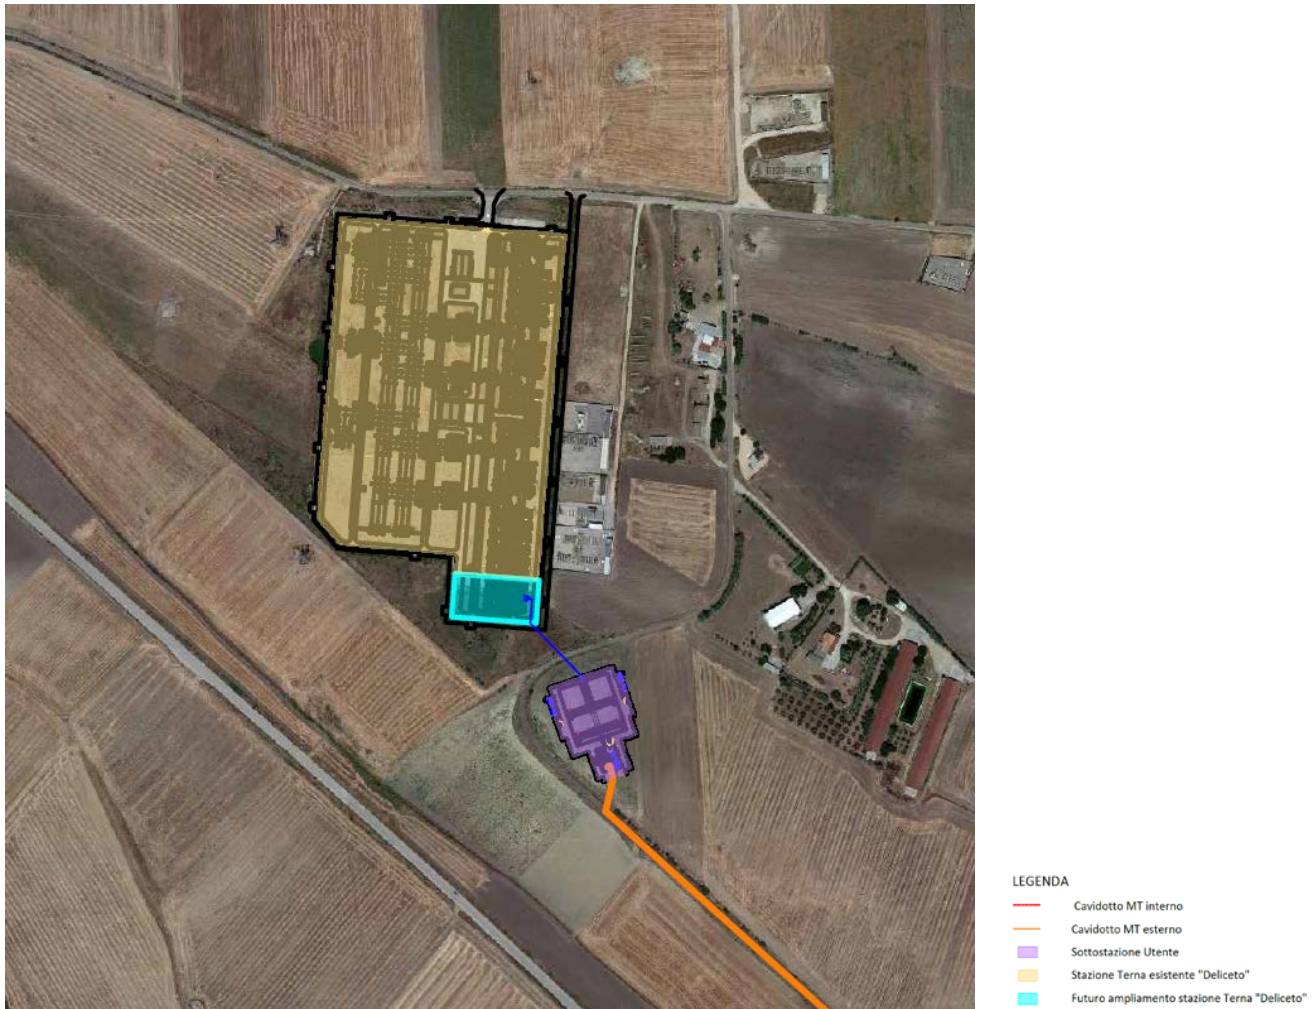 LEGENDA
Cavidotto MT interno
Cavidotto MT esterno
Sottostazione Utente
Stazione Terna esistente "Deliceto"
Futuro ampliamento stazione Terna "Deliceto"